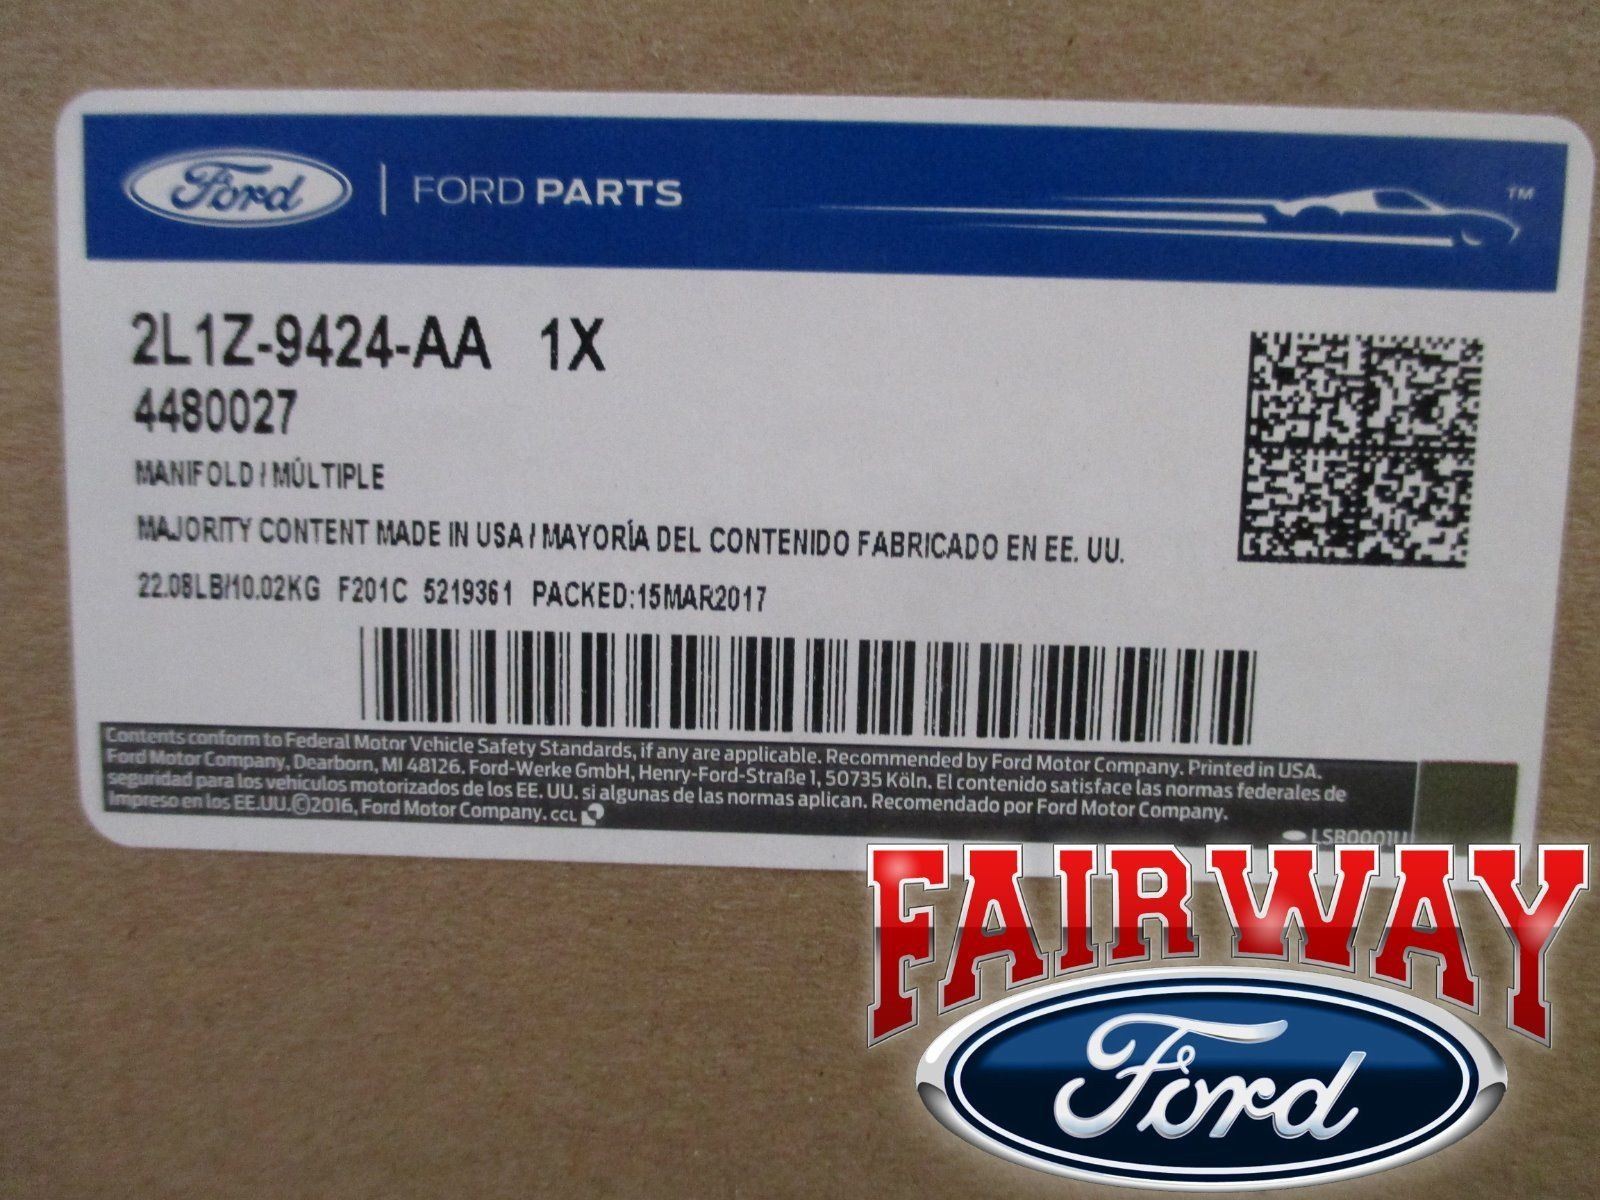 Ford | FORD PARTS
TM
2L1Z-9424-AA 1X
4480027
MANIFOLD / MÚLTIPLE
MAJORITY CONTENT MADE IN USA / MAYORÍA DEL CONTENIDO FABRICADO EN EE. UU.
22.08LB/10.02KG F201C 5219361 PACKED:15MAR2017
Contents conform to Federal Motor Vehicle Safety Standards, if any are applicable. Recommended by Ford Motor Company. Printed in USA.
Ford Motor Company, Dearborn, MI 48126. Ford-Werke GmbH, Henry-Ford-Straße 1, 50735 Köln. El contenido satisface las normas federales de
seguridad para los vehículos motorizados de los EE. UU. si algunas de las normas aplican. Recomendado por Ford Motor Company.
Impreso en los EE.UU.©2016, Ford Motor Company. CCL
LSB0001U
FAIRWAY
Ford